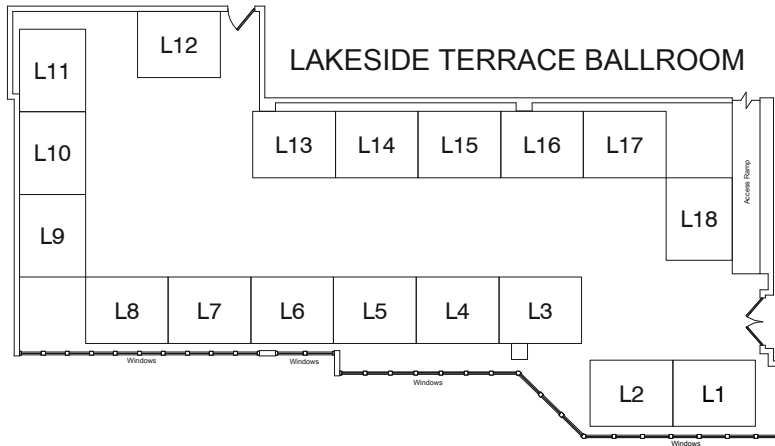 L12
L11
LAKESIDE TERRACE BALLROOM
L10
L13 L14 L15 L16 L17
Access Ramp
L18
L9
L8 L7 L6 L5 L4 L3
Windows
Windows
Windows
L2 L1
Windows